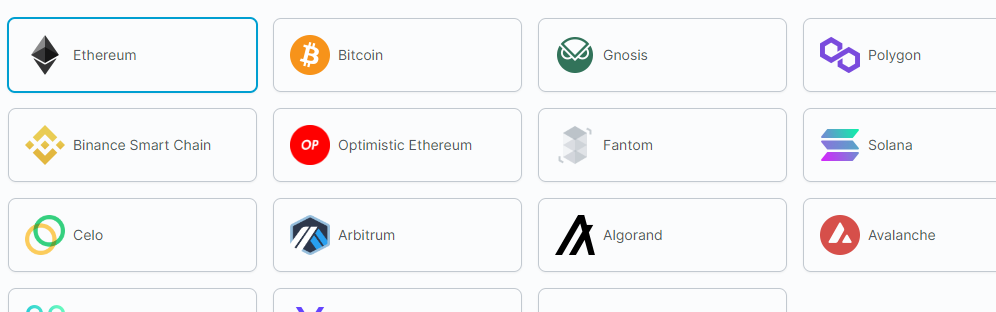 Ethereum
Bitcoin
Gnosis
Polygon
Binance Smart Chain
OP
Optimistic Ethereum
Fantom
Solana
Celo
Arbitrum
Algorand
Avalanche